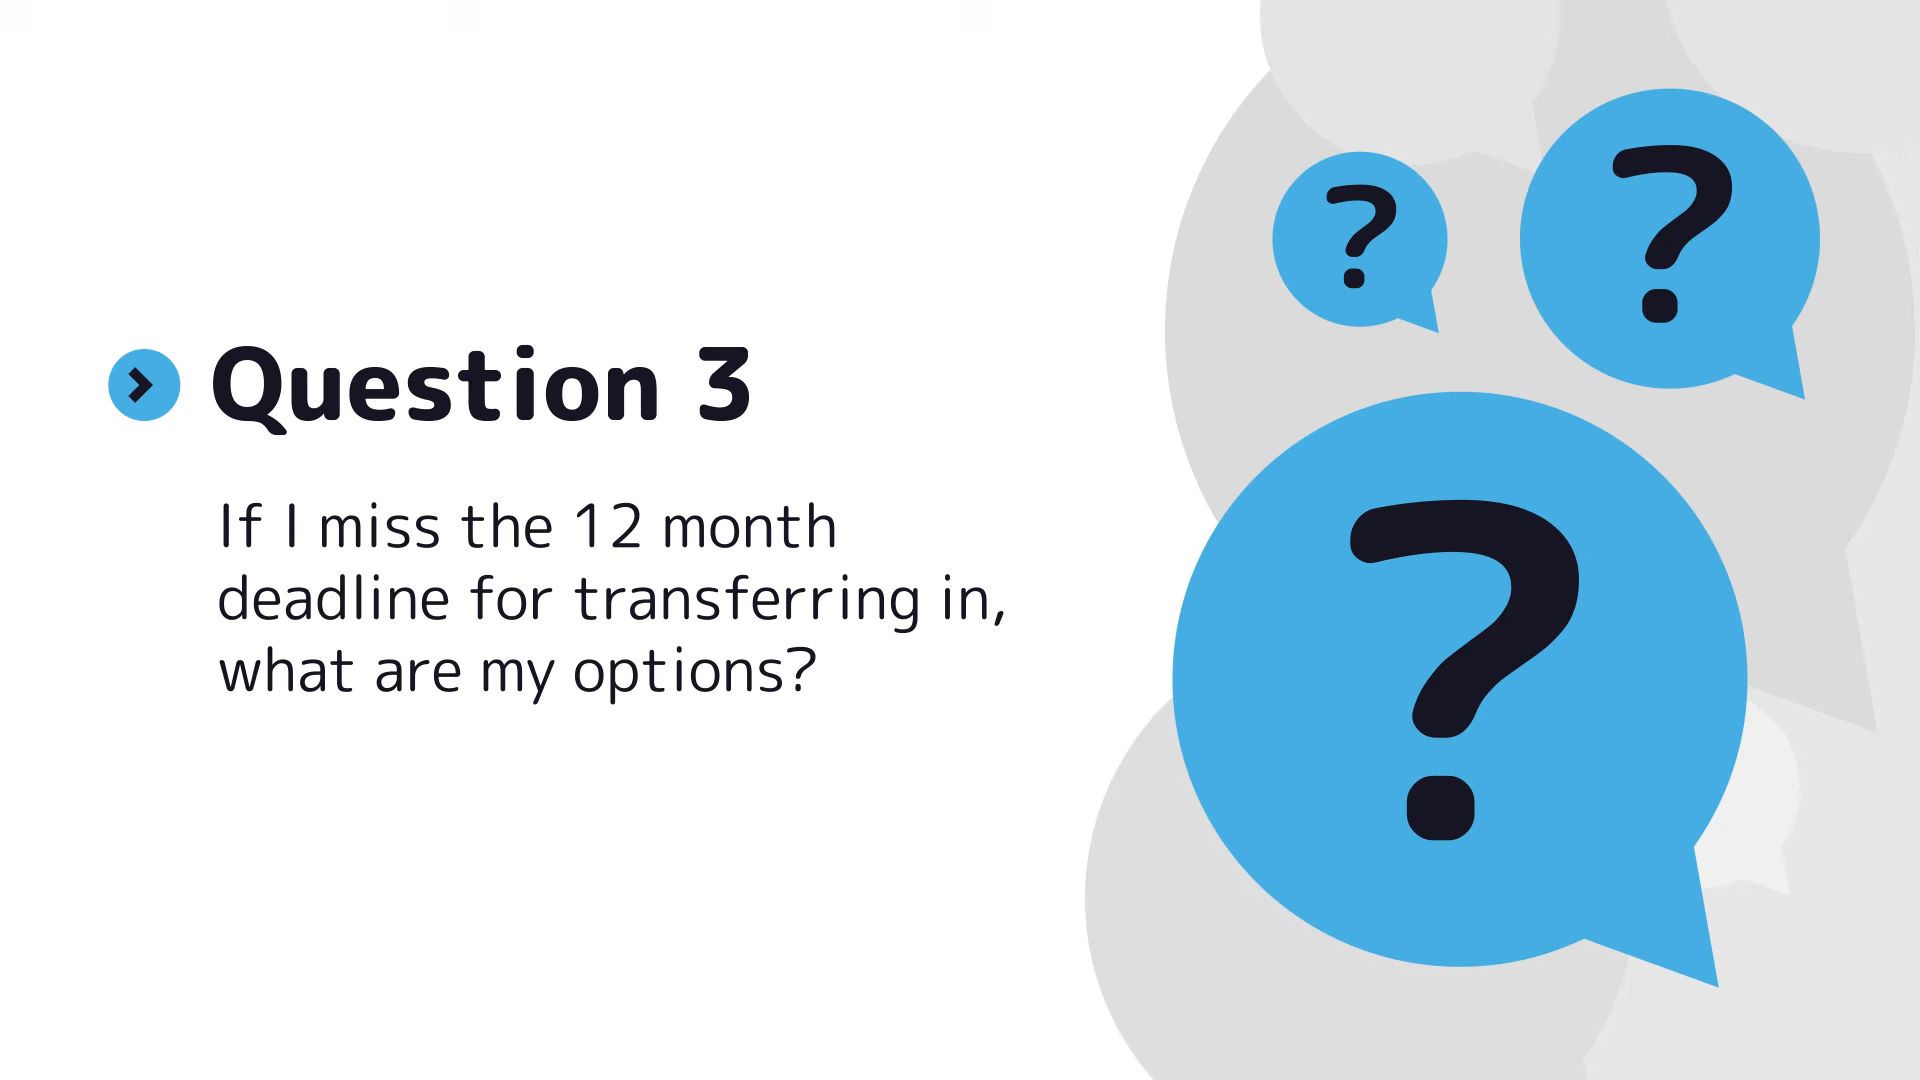 Question 3
If I miss the 12 month
deadline for transferring in,
what are my options?
?
?
?